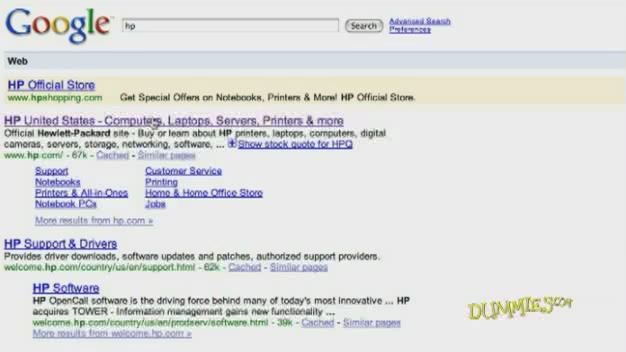 Google
hp
Search
Advanced Search
Preferences
Web
HP Official Store
www.hpshopping.com Get Special Offers on Notebooks, Printers & More! HP Official Store.
HP United States - Computers, Laptops, Servers, Printers & more
Official Hewlett-Packard site - Buy or learn about HP printers, laptops, computers, digital
cameras, servers, storage, networking, software, ... Show stock quote for HPQ
www.hp.com/ - 67k - Cached - Similar pages
Support Customer Service
Notebooks Printing
Printers & All-in-Ones Home & Home Office Store
Notebook PCs Jobs
More results from hp.com »
HP Support & Drivers
Provides driver downloads, software updates and patches, authorized support providers.
welcome.hp.com/country/us/en/support.html - 62k - Cached - Similar pages
HP Software
HP OpenCall software is the driving force behind many of today's most innovative ... HP
acquires TOWER - Information management gains new functionality ...
welcome.hp.com/country/us/en/prodserv/software.html - 39k - Cached - Similar pages
More results from welcome.hp.com »
DUMMIES.COM